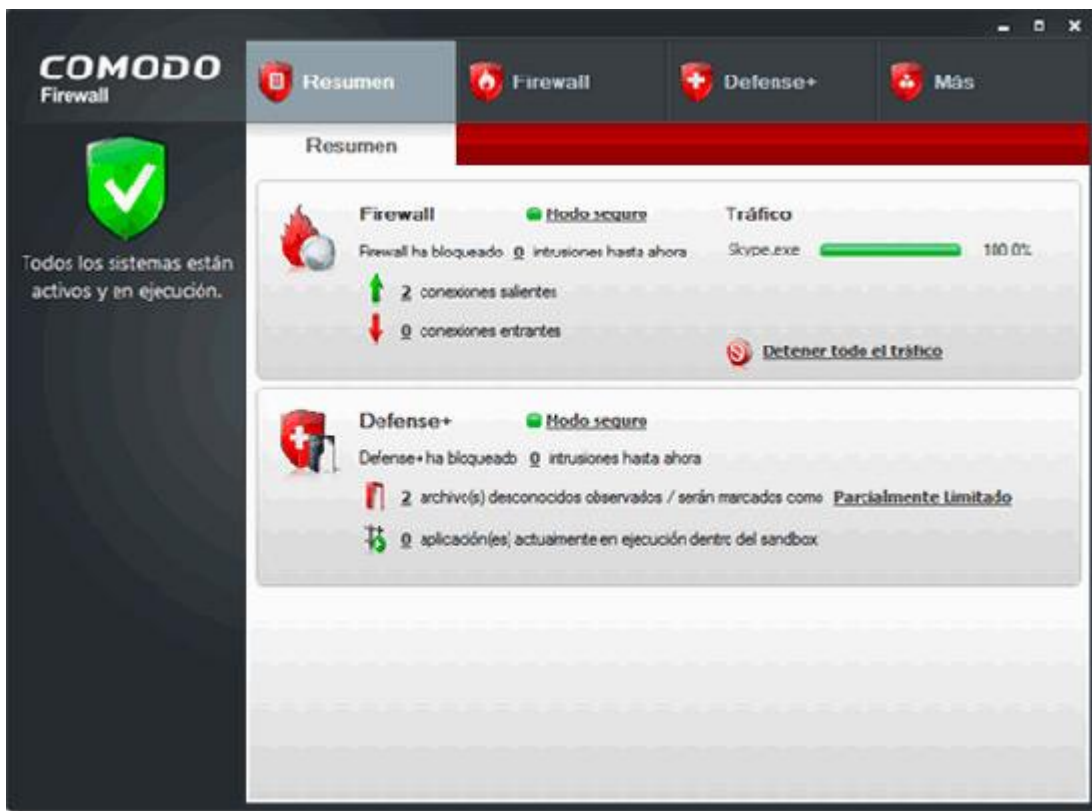 COMODO
Firewall
Resumen
Firewall
Defense+
Más
Resumen
Todos los sistemas están
activos y en ejecución.
Firewall
Modo seguro
Tráfico
Firewall ha bloqueado 0 intrusiones hasta ahora
Skype.exe 100.0%
2 conexiones salientes
0 conexiones entrantes
Detener todo el tráfico
Defense+
Modo seguro
Defense+ ha bloqueado 0 intrusiones hasta ahora
2 archivo(s) desconocidos observados / serán marcados como Parcialmente Limitado
0 aplicación(es) actualmente en ejecución dentro del sandbox